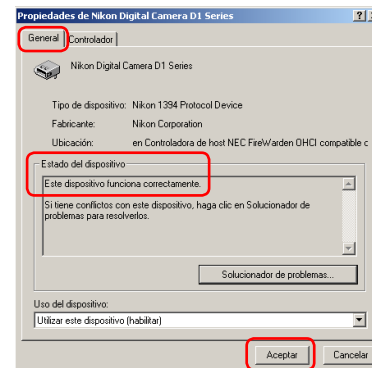 Propiedades de Nikon Digital Camera D1 Series
General
Controlador
Nikon Digital Camera D1 Series
Tipo de dispositivo: Nikon 1394 Protocol Device
Fabricante: Nikon Corporation
Ubicación: en Controladora de host NEC FireWarden OHCI compatible c
Estado del dispositivo
Este dispositivo funciona correctamente.
Si tiene conflictos con este dispositivo, haga clic en Solucionador de
problemas para resolverlos.
Solucionador de problemas...
Uso del dispositivo:
Utilizar este dispositivo (habilitar)
Aceptar
Cancelar